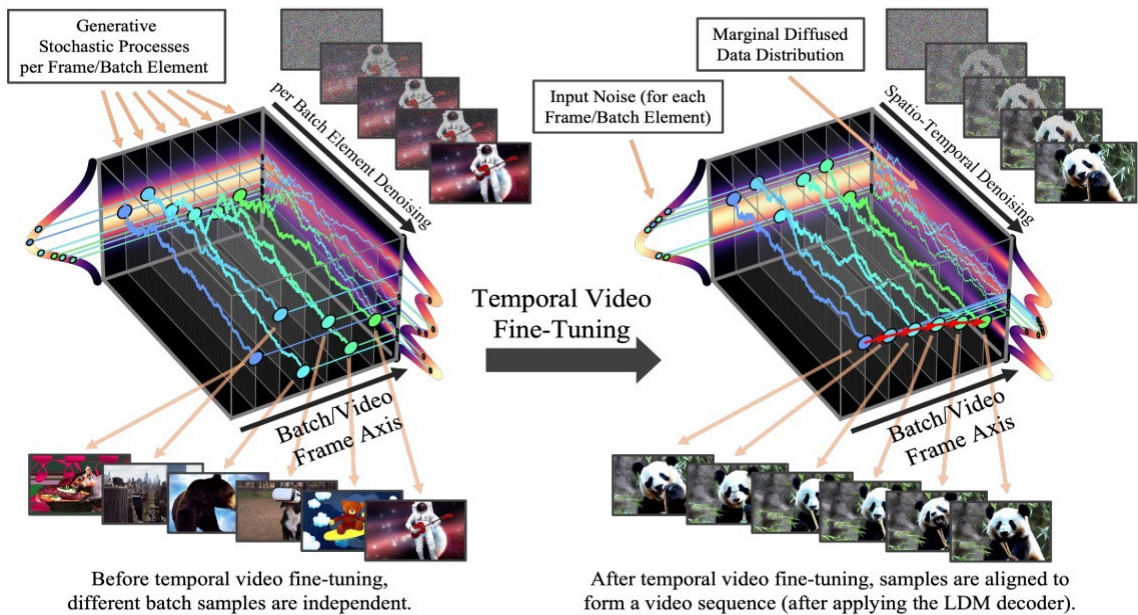 Generative
Stochastic Processes
per Frame/Batch Element
per Batch Element Denoising
Input Noise (for each
Frame/Batch Element)
Marginal Diffused
Data Distribution
Spatio-Temporal Denoising
Temporal Video
Fine-Tuning
Batch/Video
Frame Axis
Batch/Video
Frame Axis
Before temporal video fine-tuning,
different batch samples are independent.
After temporal video fine-tuning, samples are aligned to
form a video sequence (after applying the LDM decoder).